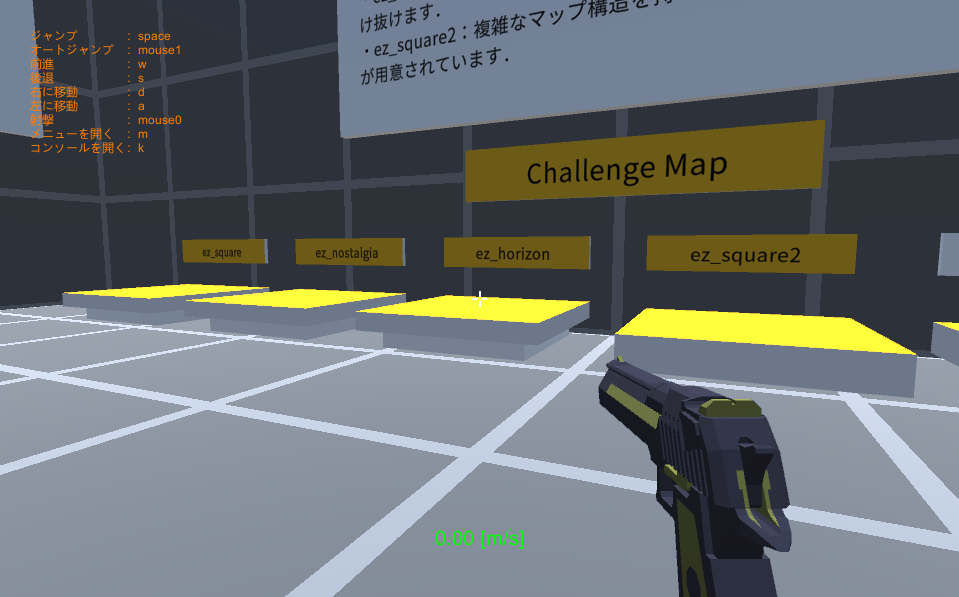 け抜けます．
・ez_square2：複雑なマップ構造を
が用意されています．
ジャンプ : space
オートジャンプ : mouse1
前進 : w
後退 : s
右に移動 : d
左に移動 : a
射撃 : mouse0
メニューを開く : m
コンソールを開く : k
Challenge Map
ez_square
ez_nostalgia
ez_horizon
ez_square2
0.00 [m/s]